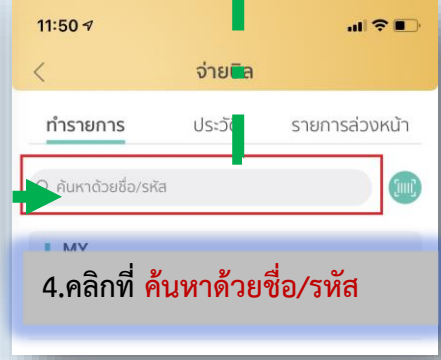 11:50
จ่ายบิล
ทำรายการ ประวัติ รายการล่วงหน้า
ค้นหาด้วยชื่อ/รหัส
MY
4.คลิกที่ ค้นหาด้วยชื่อ/รหัส